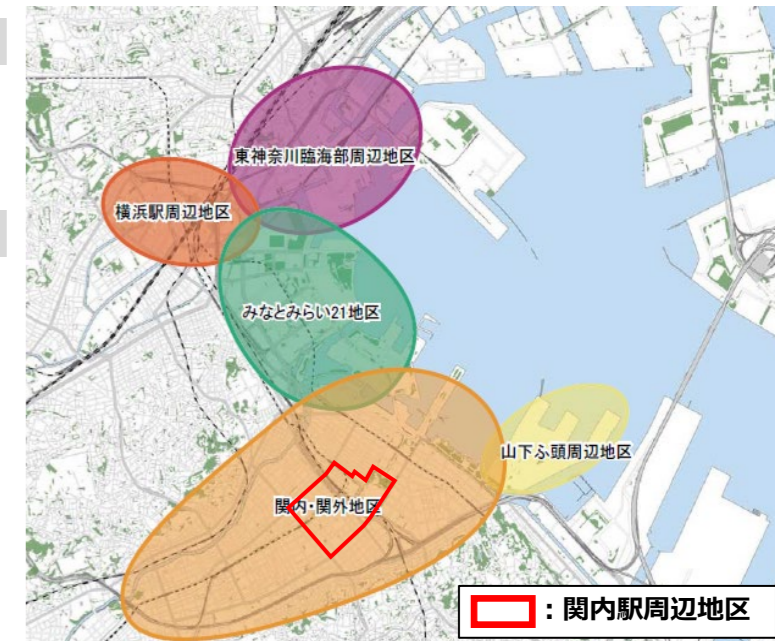 東神奈川臨海部周辺地区
横浜駅周辺地区
みなとみらい21地区
山下ふ頭周辺地区
関内・関外地区
:関内駅周辺地区